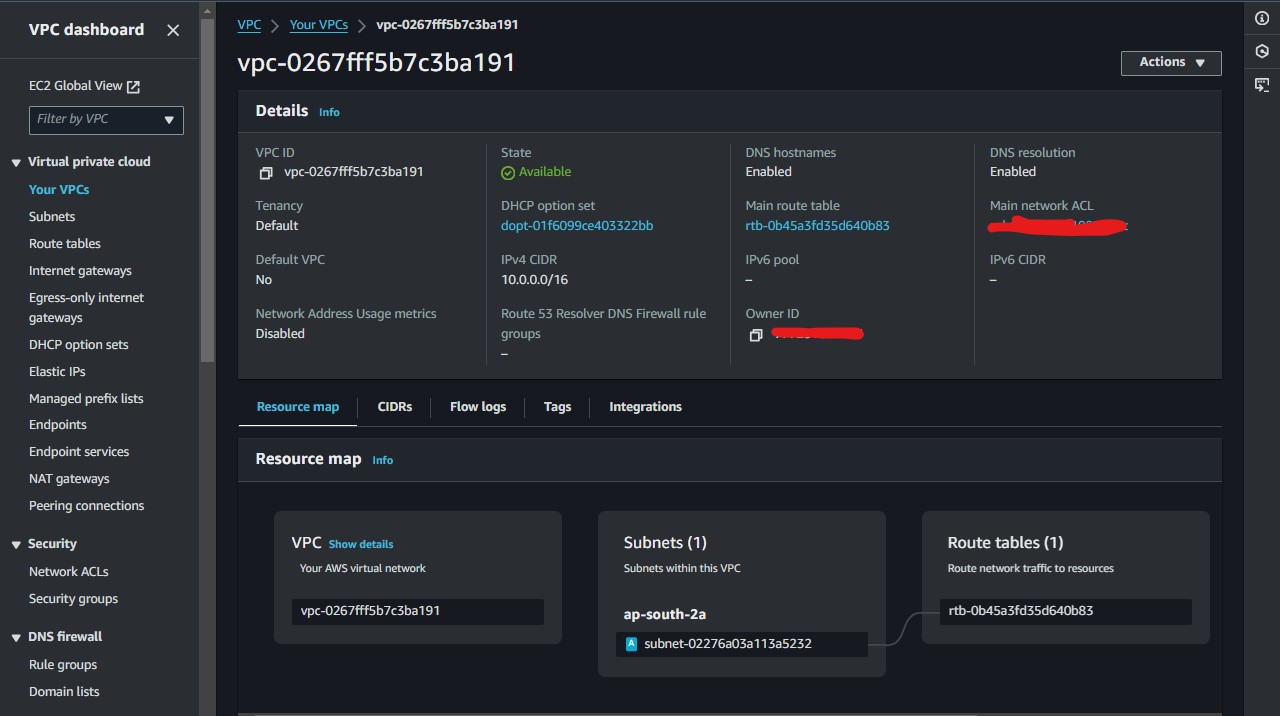 VPC dashboard
EC2 Global View
Filter by VPC
Virtual private cloud
Your VPCs
Subnets
Route tables
Internet gateways
Egress-only internet
gateways
DHCP option sets
Elastic IPs
Managed prefix lists
Endpoints
Endpoint services
NAT gateways
Peering connections
Security
Network ACLs
Security groups
DNS firewall
Rule groups
Domain lists
VPC > Your VPCs > vpc-0267fff5b7c3ba191
vpc-0267fff5b7c3ba191
Actions
Details Info
VPC ID
vpc-0267fff5b7c3ba191
State
Available
DNS hostnames
Enabled
DNS resolution
Enabled
Tenancy
Default
DHCP option set
dopt-01f6099ce403322bb
Main route table
rtb-0b45a3fd35d640b83
Main network ACL
Default VPC
No
IPv4 CIDR
10.0.0.0/16
IPv6 pool
–
IPv6 CIDR
–
Network Address Usage metrics
Disabled
Route 53 Resolver DNS Firewall rule
groups
–
Owner ID
Resource map
CIDRs
Flow logs
Tags
Integrations
Resource map Info
VPC Show details
Your AWS virtual network
vpc-0267fff5b7c3ba191
Subnets (1)
Subnets within this VPC
ap-south-2a
A subnet-02276a03a113a5232
Route tables (1)
Route network traffic to resources
rtb-0b45a3fd35d640b83